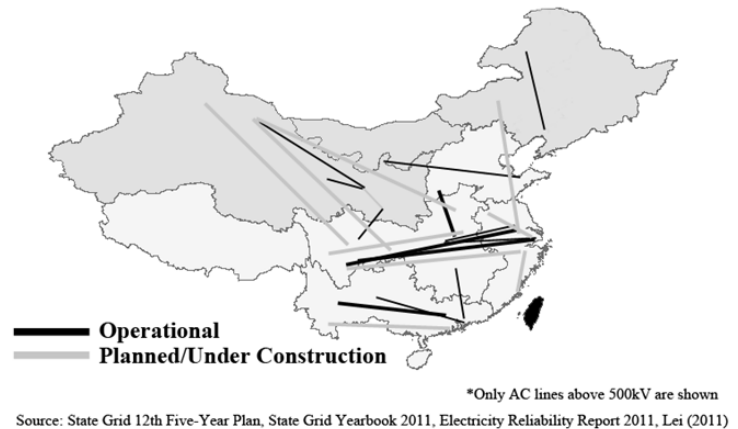 Operational
Planned/Under Construction
*Only AC lines above 500kV are shown
Source: State Grid 12th Five-Year Plan, State Grid Yearbook 2011, Electricity Reliability Report 2011, Lei (2011)